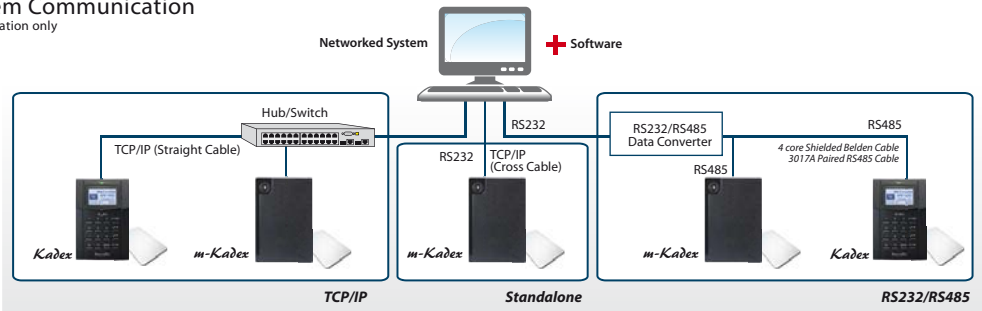 em Communication
ation only
Networked System
Software
Hub/Switch
TCP/IP (Straight Cable)
RS232
RS232
TCP/IP
(Cross Cable)
RS232/RS485
Data Converter
RS485
RS485
4 core Shielded Belden Cable
3017A Paired RS485 Cable
Kadex
m-Kadex
m-Kadex
m-Kadex
Kadex
TCP/IP
Standalone
RS232/RS485